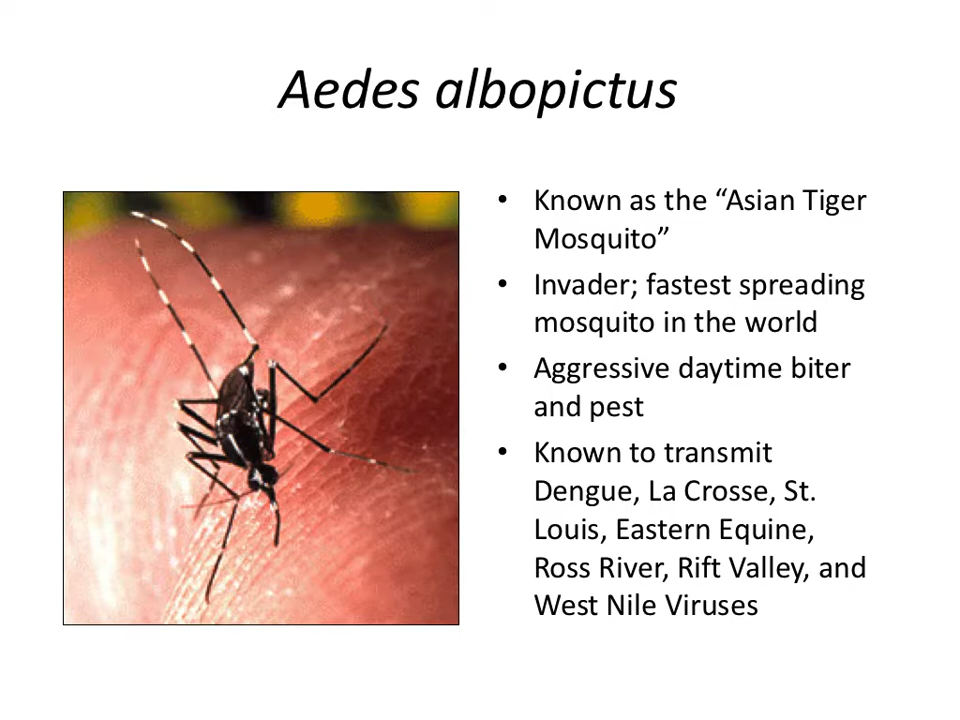 Aedes albopictus
• Known as the “Asian Tiger
Mosquito”
• Invader; fastest spreading
mosquito in the world
• Aggressive daytime biter
and pest
• Known to transmit
Dengue, La Crosse, St.
Louis, Eastern Equine,
Ross River, Rift Valley, and
West Nile Viruses